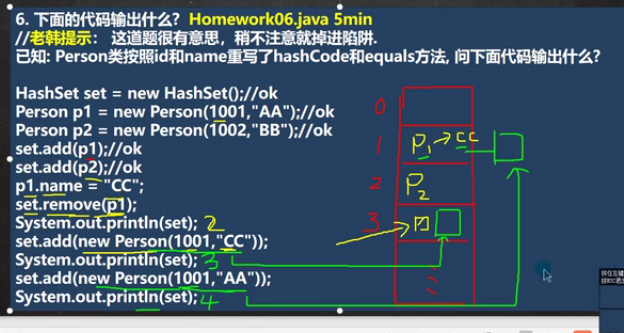 6. 下面的代码输出什么? Homework06.java 5min
//老韩提示： 这道题很有意思，稍不注意就掉进陷阱.
已知: Person类按照id和name重写了hashCode和equals方法, 问下面代码输出什么?
HashSet set = new HashSet();//ok
Person p1 = new Person(1001,"AA");//ok
Person p2 = new Person(1002,"BB");//ok
set.add(p1);//ok
set.add(p2);//ok
p1.name = "CC";
set.remove(p1);
System.out.println(set); 2
set.add(new Person(1001,"CC"));
System.out.println(set); 3
set.add(new Person(1001,"AA"));
System.out.println(set); 4
0
1 P1→CC
2 P2
3